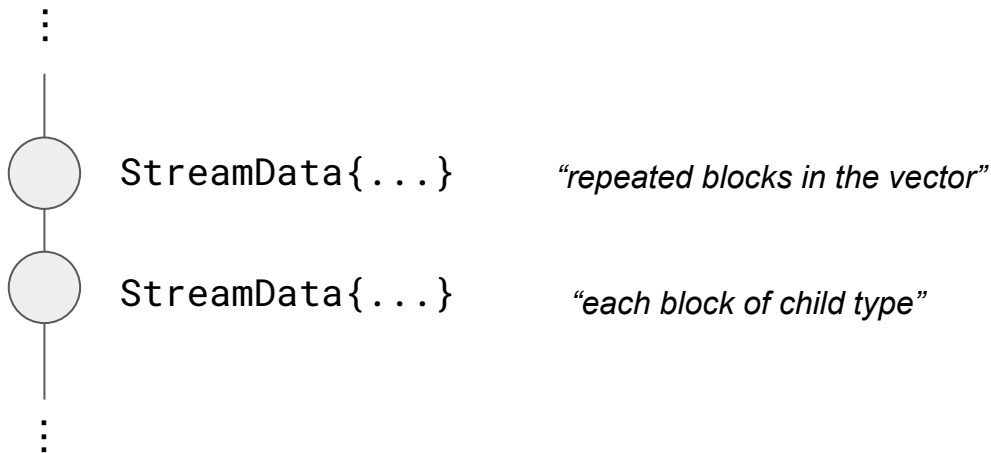 ⋮
StreamData{...} “repeated blocks in the vector”
StreamData{...} “each block of child type”
⋮